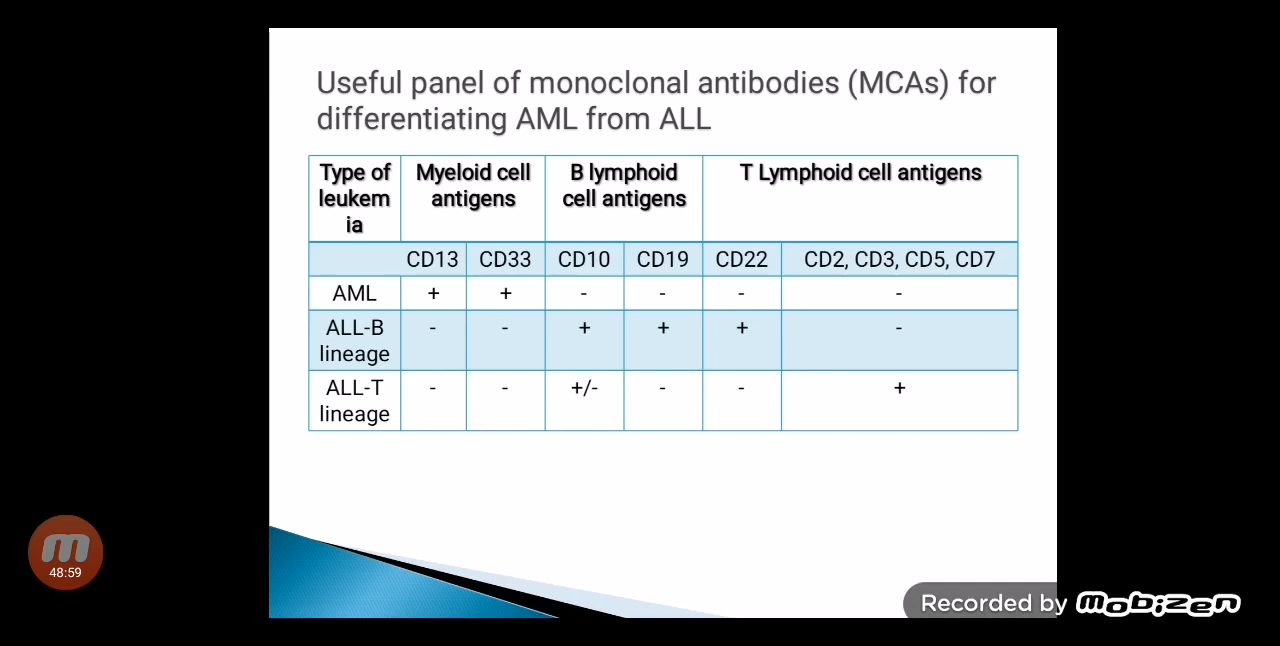 Useful panel of monoclonal antibodies (MCAs) for
differentiating AML from ALL
Type of leukem ia Myeloid cell antigens B lymphoid cell antigens T Lymphoid cell antigens
CD13 CD33 CD10 CD19 CD22 CD2, CD3, CD5, CD7
AML + + - - - -
ALL-B lineage - - + + + -
ALL-T lineage - - +/- - - +
48:59
Recorded by mobizen